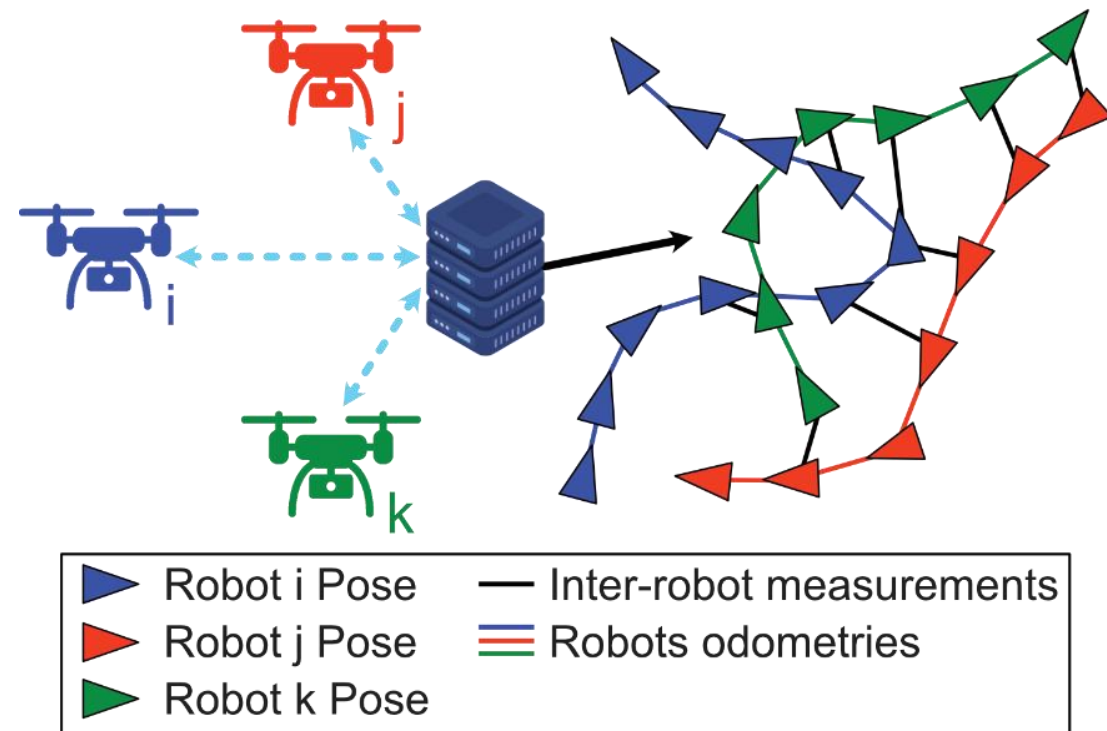 j
i
k
Robot i Pose
Inter-robot measurements
Robot j Pose
Robots odometries
Robot k Pose